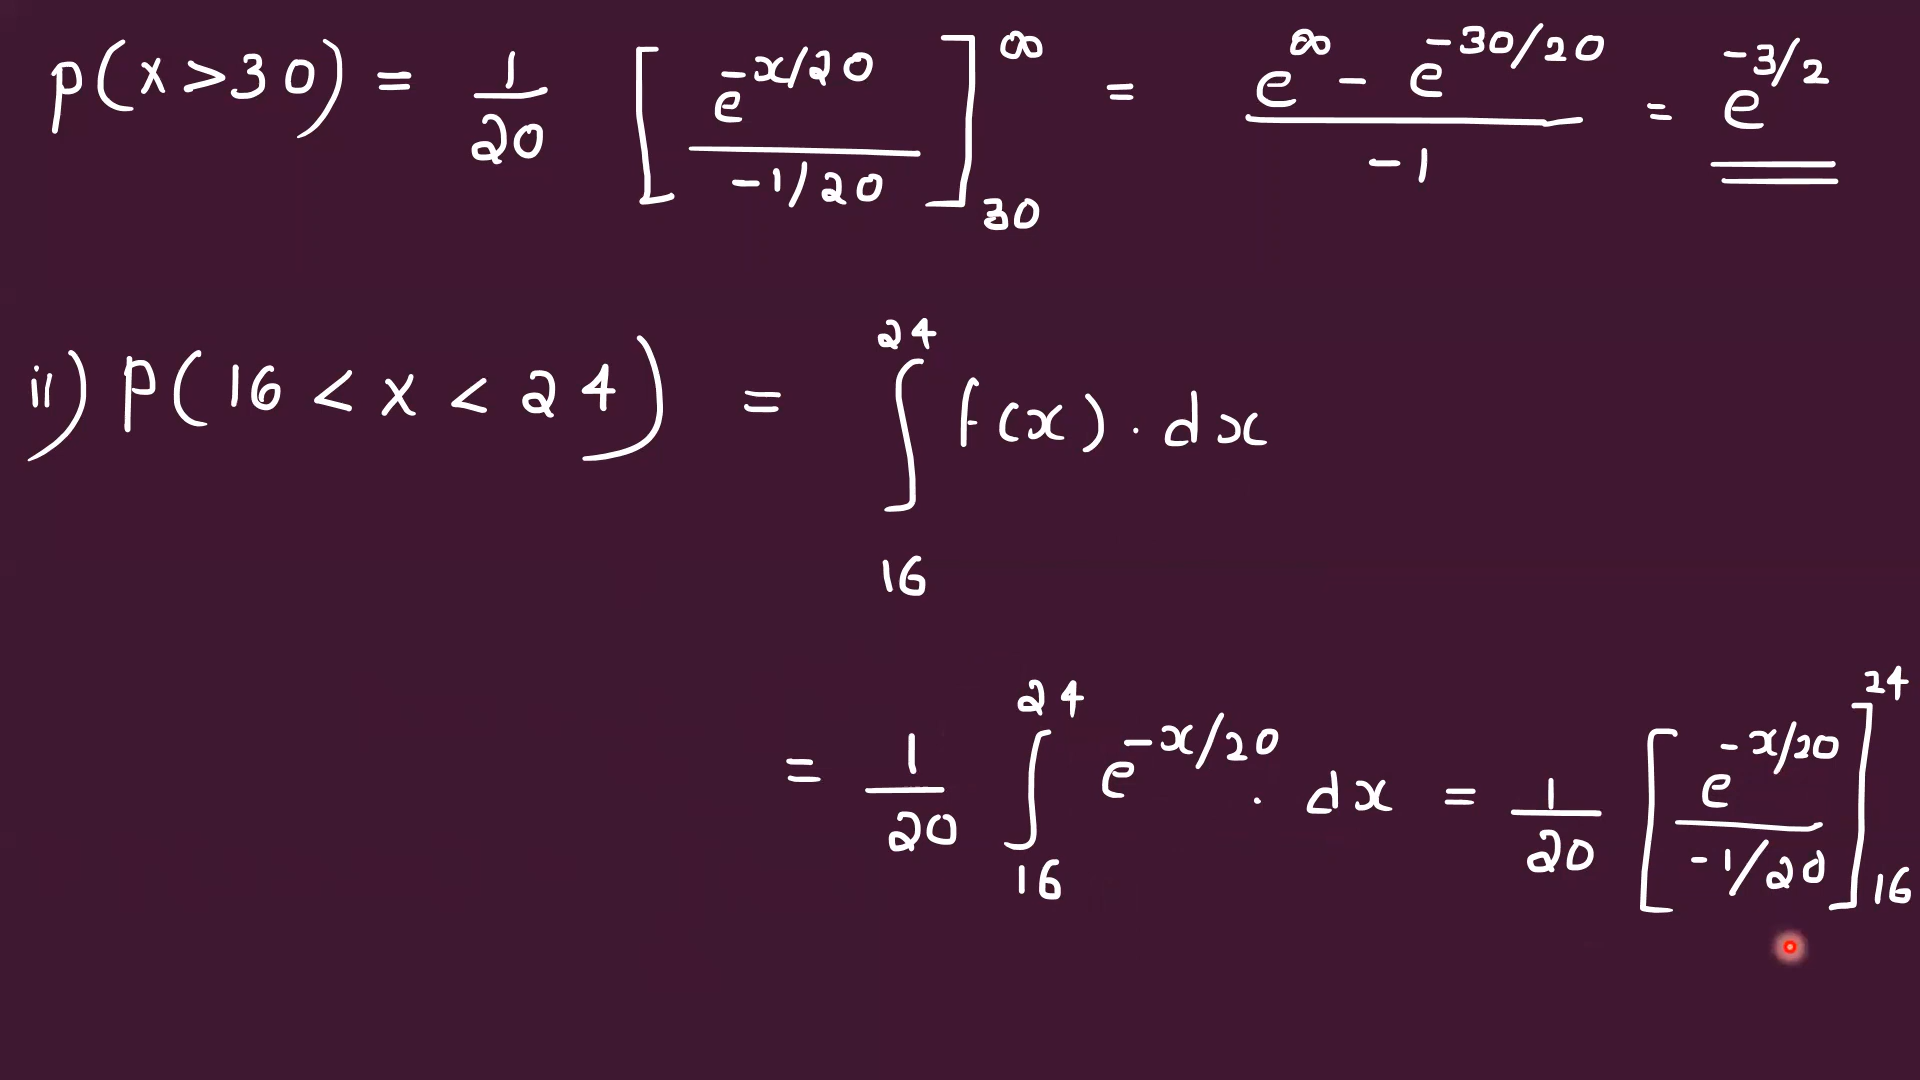 p(x>30) = 1/20 [e^{-x/20} / -1/20]_{30}^{∞} = (e^{∞} - e^{-30/20}) / -1 = e^{-3/2}
ii) P(16 < x < 24) = ∫_{16}^{24} f(x) . dx
= 1/20 ∫_{16}^{24} e^{-x/20} . dx = 1/20 [e^{-x/20} / -1/20]_{16}^{24}